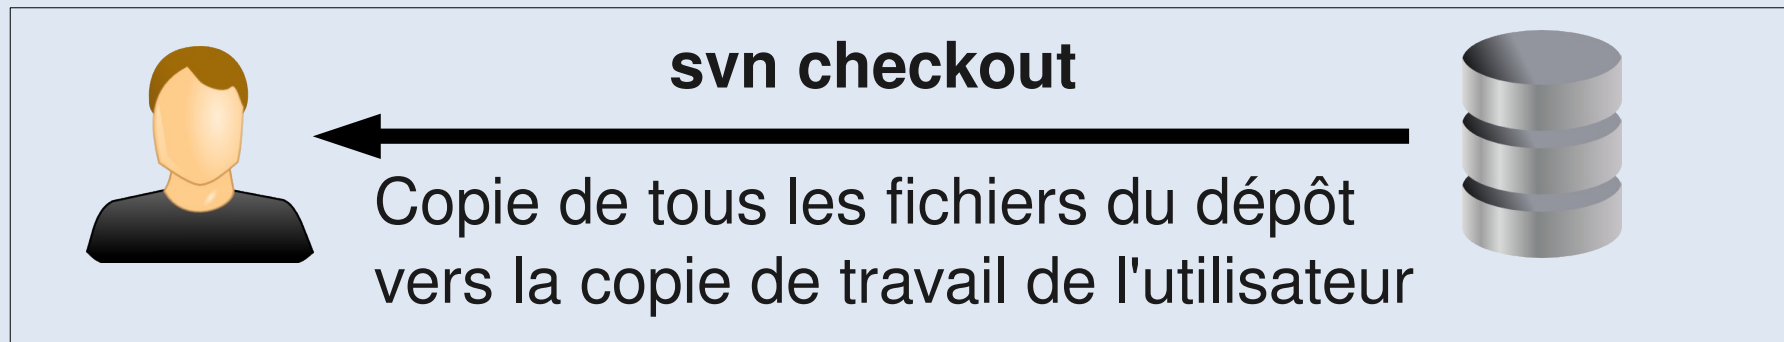 svn checkout
Copie de tous les fichiers du dépôt
vers la copie de travail de l'utilisateur